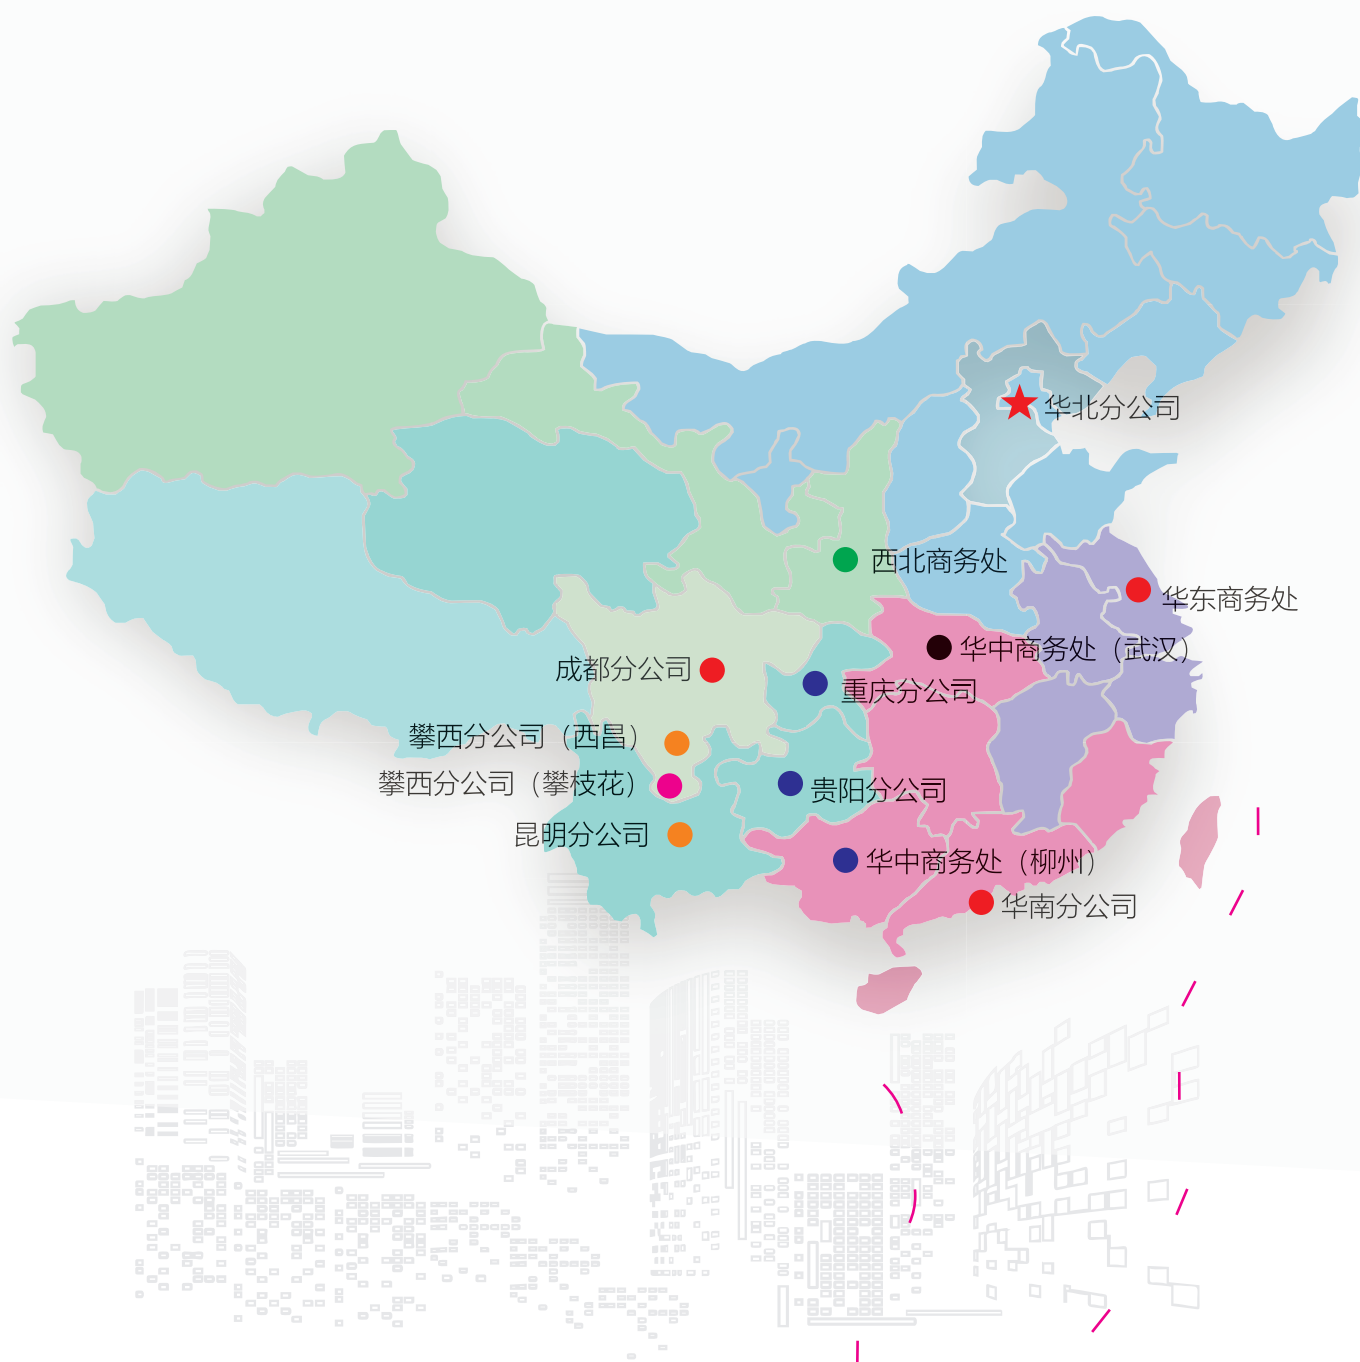 华北分公司
西北商务处
华东商务处
华中商务处（武汉）
成都分公司
重庆分公司
攀西分公司（西昌）
攀西分公司（攀枝花）
贵阳分公司
昆明分公司
华中商务处（柳州）
华南分公司